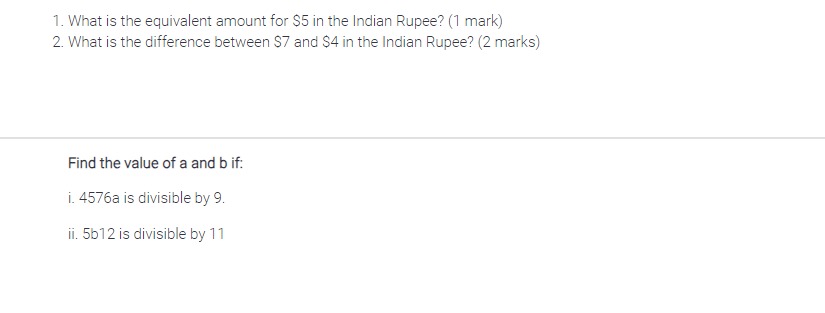 1. What is the equivalent amount for $5 in the Indian Rupee? (1 mark)
2. What is the difference between $7 and $4 in the Indian Rupee? (2 marks)
Find the value of a and b if:
i. 4576a is divisible by 9.
ii. 5b12 is divisible by 11